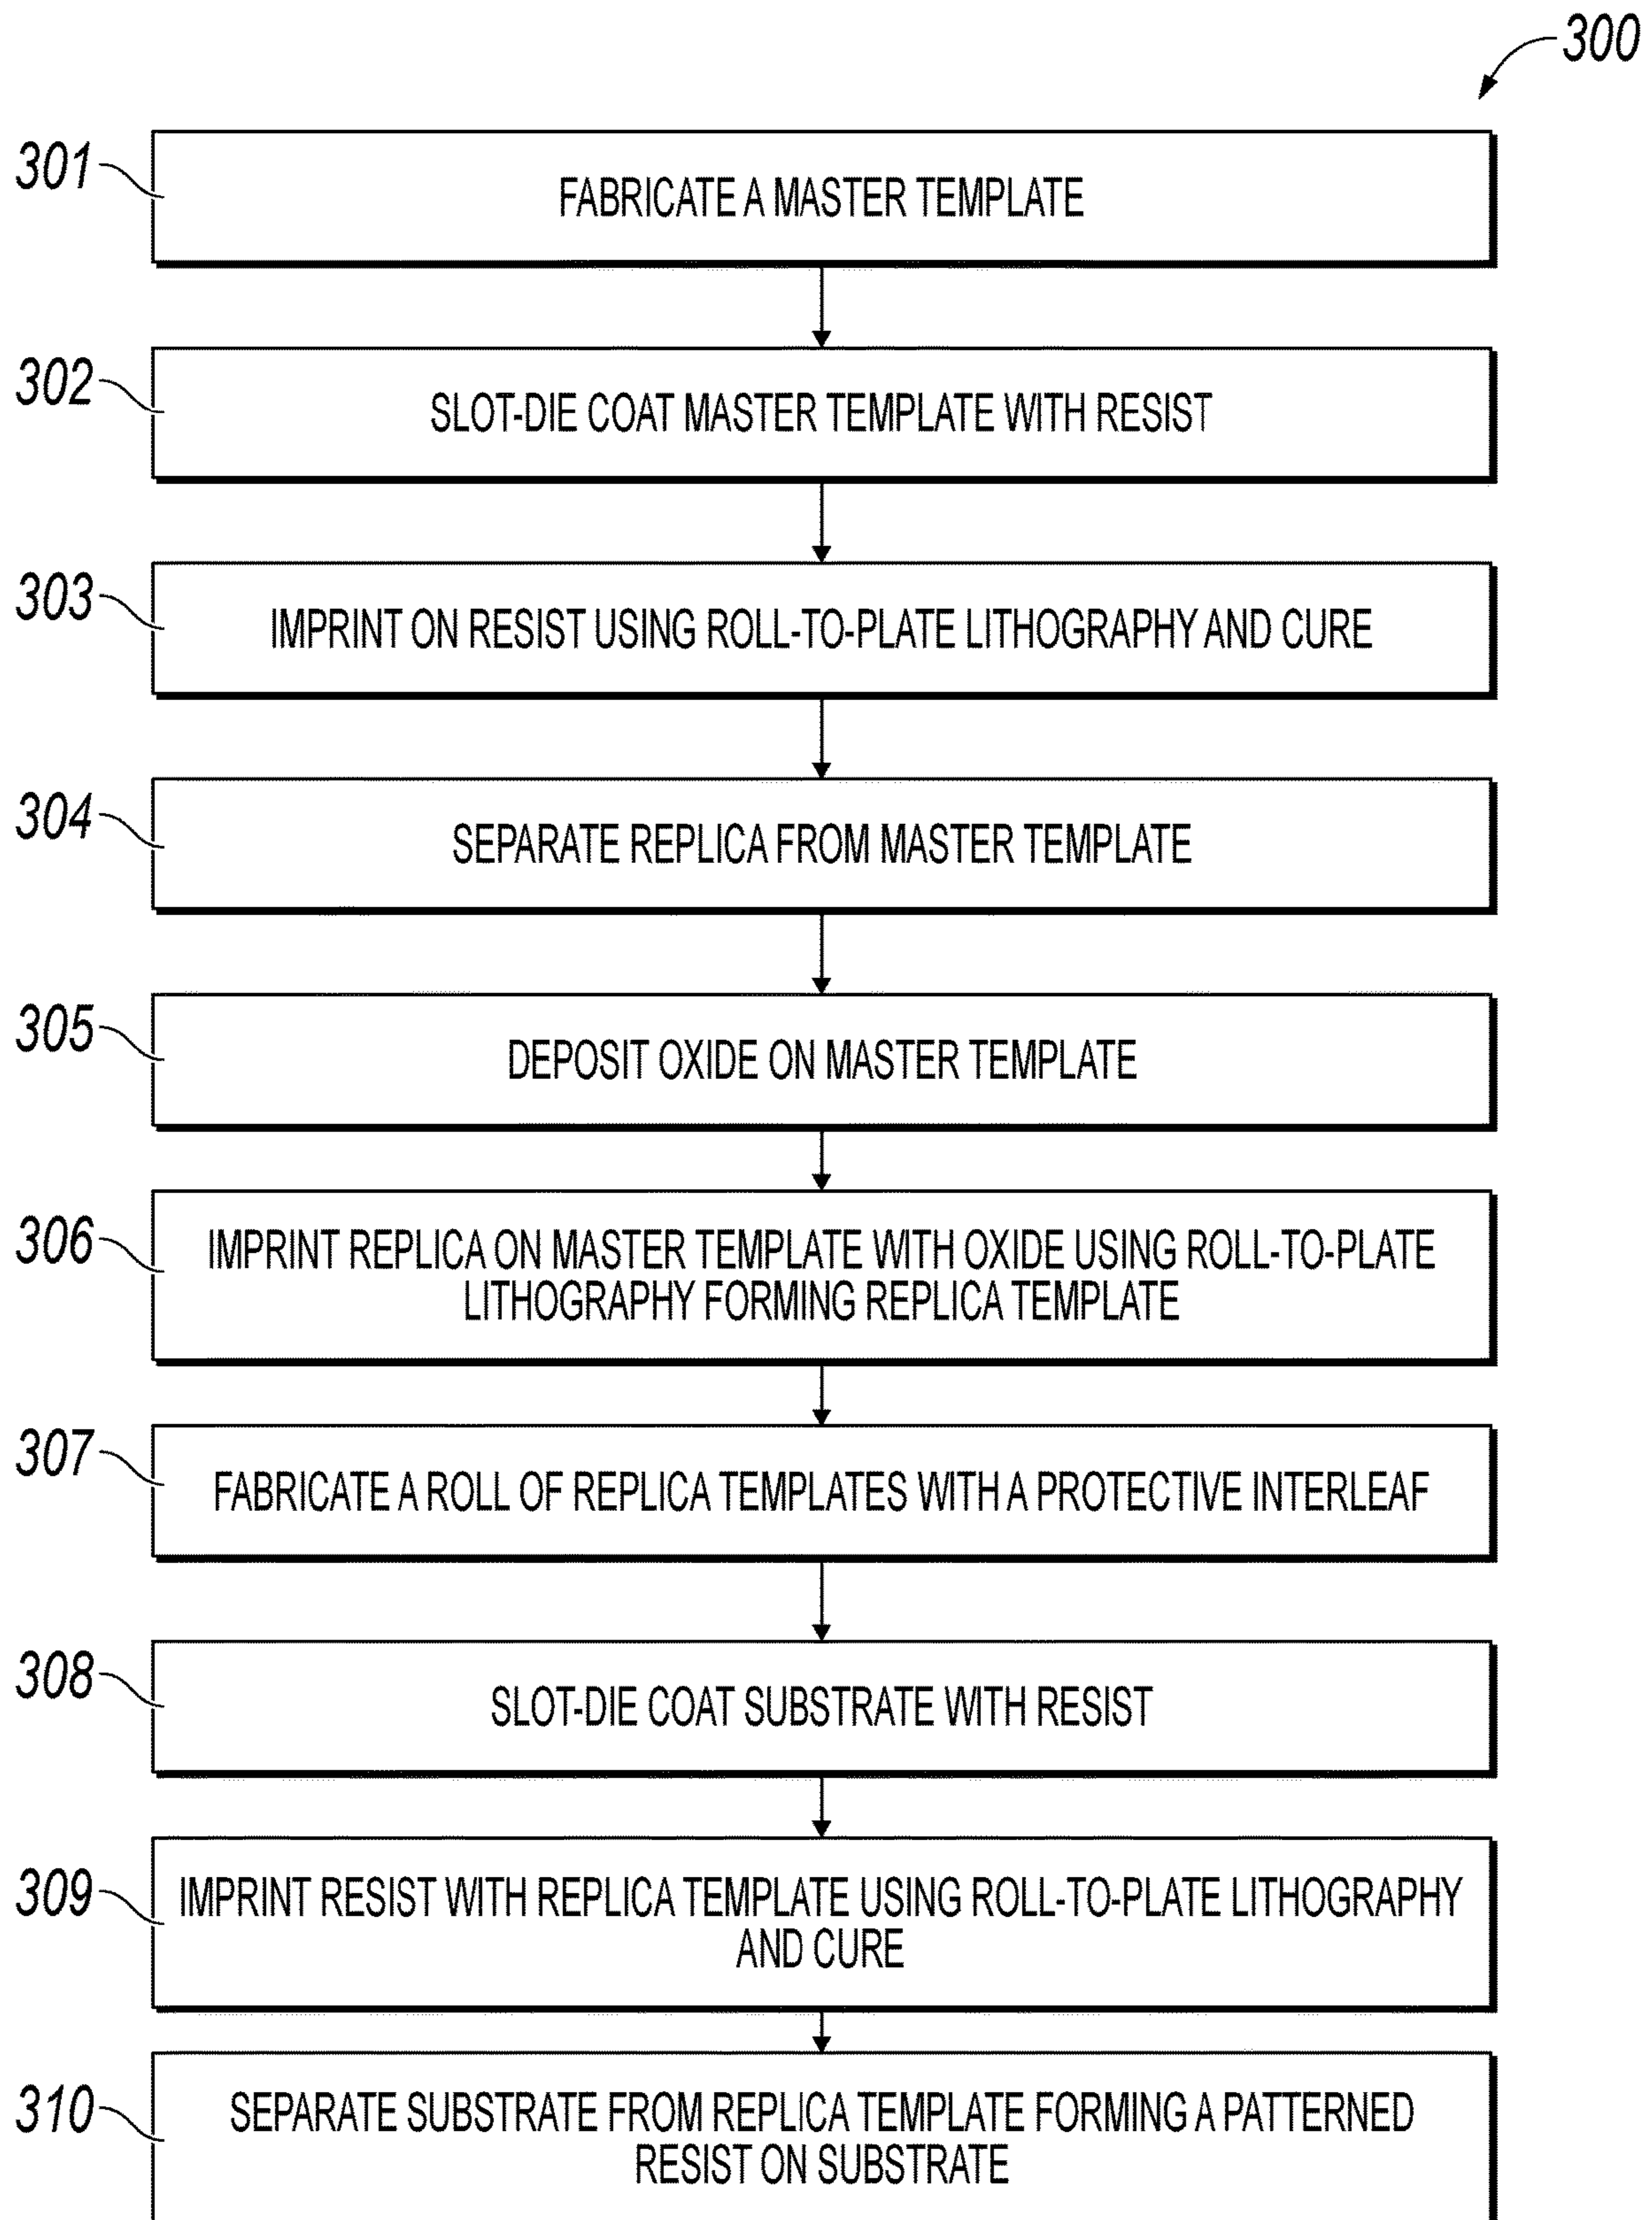 300
301
FABRICATE A MASTER TEMPLATE
302
SLOT-DIE COAT MASTER TEMPLATE WITH RESIST
303
IMPRINT ON RESIST USING ROLL-TO-PLATE LITHOGRAPHY AND CURE
304
SEPARATE REPLICA FROM MASTER TEMPLATE
305
DEPOSIT OXIDE ON MASTER TEMPLATE
306
IMPRINT REPLICA ON MASTER TEMPLATE WITH OXIDE USING ROLL-TO-PLATE
LITHOGRAPHY FORMING REPLICA TEMPLATE
307
FABRICATE A ROLL OF REPLICA TEMPLATES WITH A PROTECTIVE INTERLEAF
308
SLOT-DIE COAT SUBSTRATE WITH RESIST
309
IMPRINT RESIST WITH REPLICA TEMPLATE USING ROLL-TO-PLATE LITHOGRAPHY
AND CURE
310
SEPARATE SUBSTRATE FROM REPLICA TEMPLATE FORMING A PATTERNED
RESIST ON SUBSTRATE